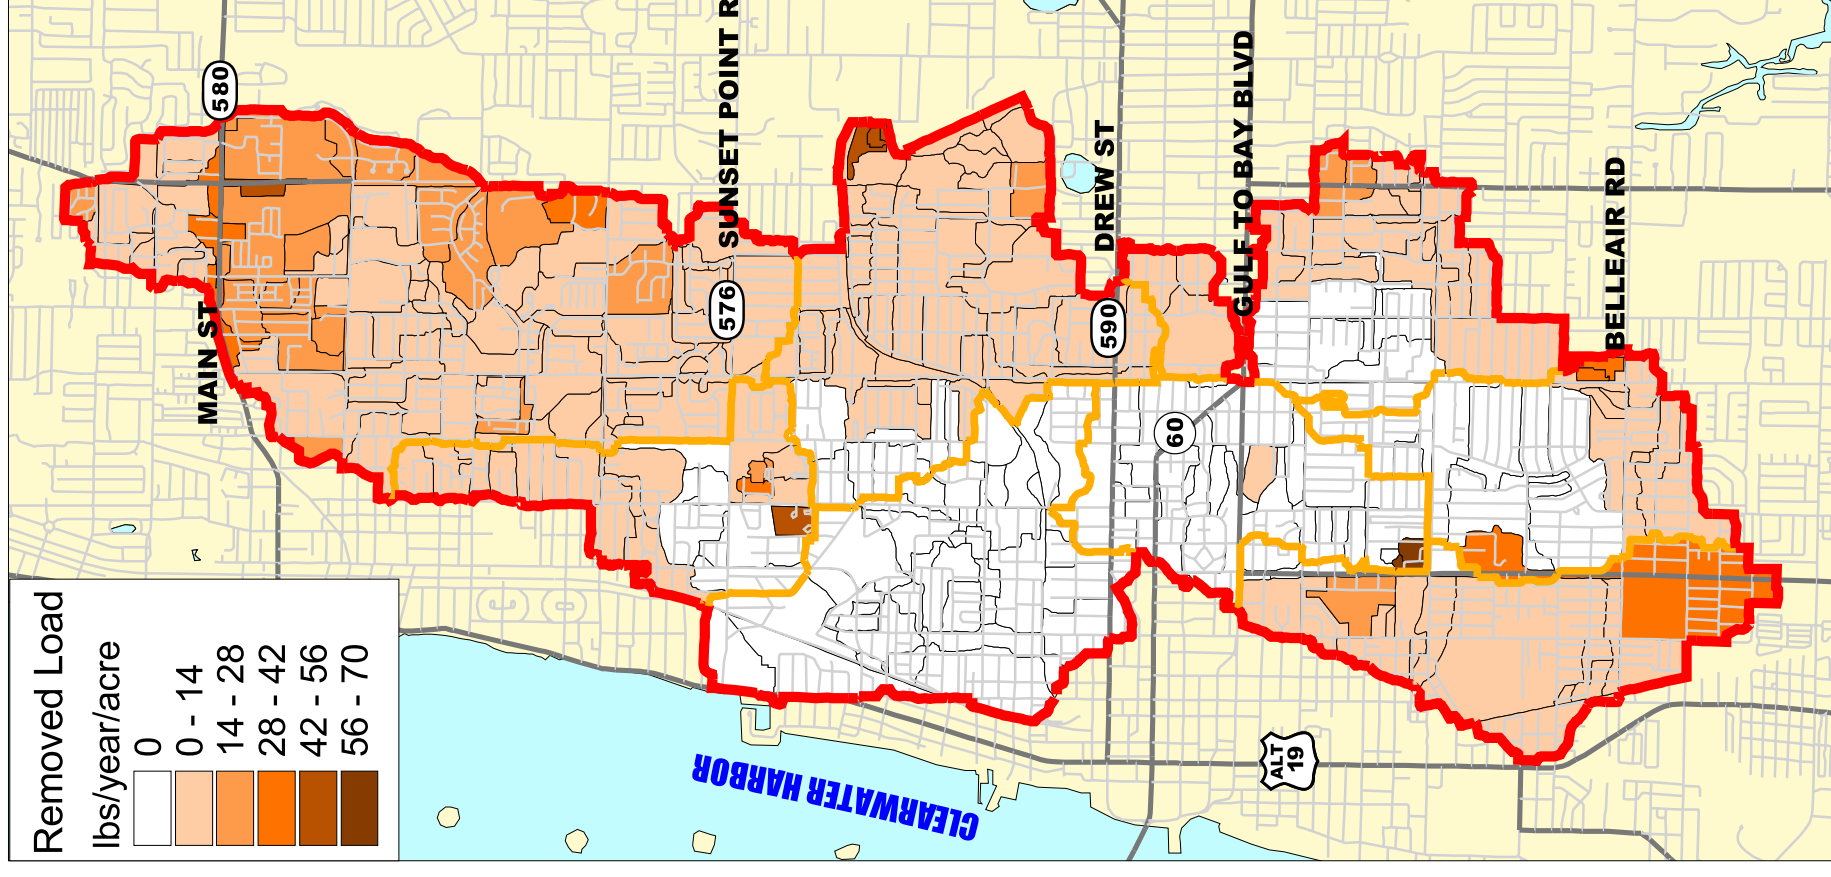 Removed Load
lbs/year/acre
0
0 - 14
14 - 28
28 - 42
42 - 56
56 - 70
MAIN ST
580
SUNSET POINT R
576
DREW ST
590
GULF TO BAY BLVD
60
BELLEAIR RD
ALT
19
CLEARWATER HARBOR